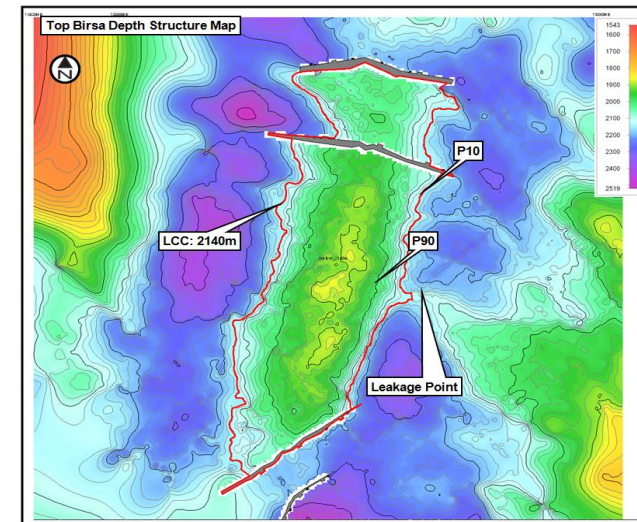 Top Birsa Depth Structure Map
N
1543
1600
1700
1800
1900
2000
2100
2200
2300
2400
2519
P10
LCC: 2140m
P90
Leakage Point